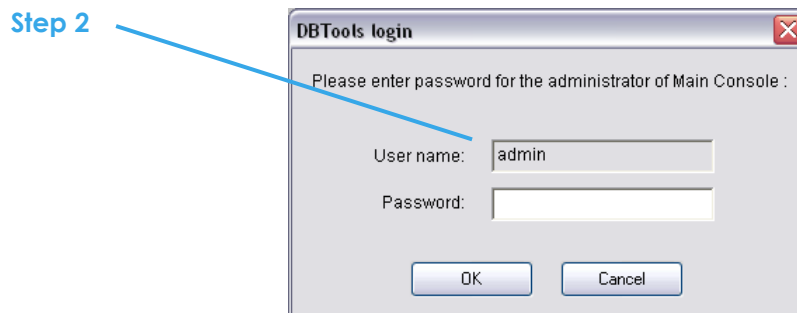 Step 2
DBTools login
Please enter password for the administrator of Main Console :
User name: admin
Password:
OK Cancel